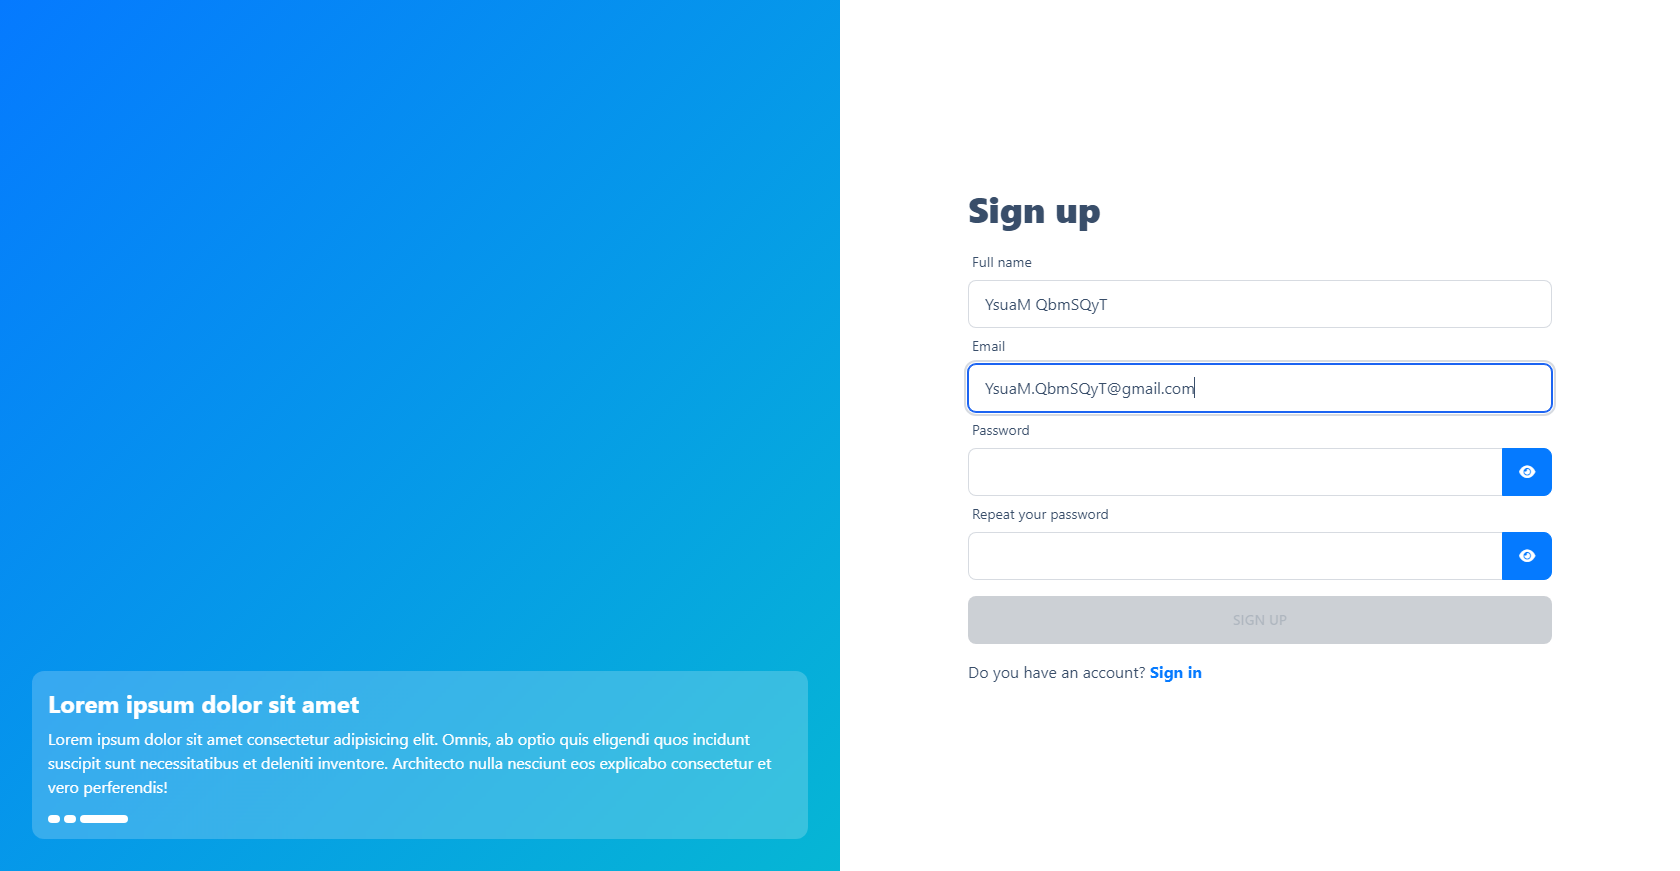 Sign up
Full name
YsuaM QbmSQyT
Email
YsuaM.QbmSQyT@gmail.com
Password
Repeat your password
SIGN UP
Do you have an account? Sign in
Lorem ipsum dolor sit amet
Lorem ipsum dolor sit amet consectetur adipisicing elit. Omnis, ab optio quis eligendi quos incidunt
suscipit sunt necessitatibus et deleniti inventore. Architecto nulla nesciunt eos explicabo consectetur et
vero perferendis!